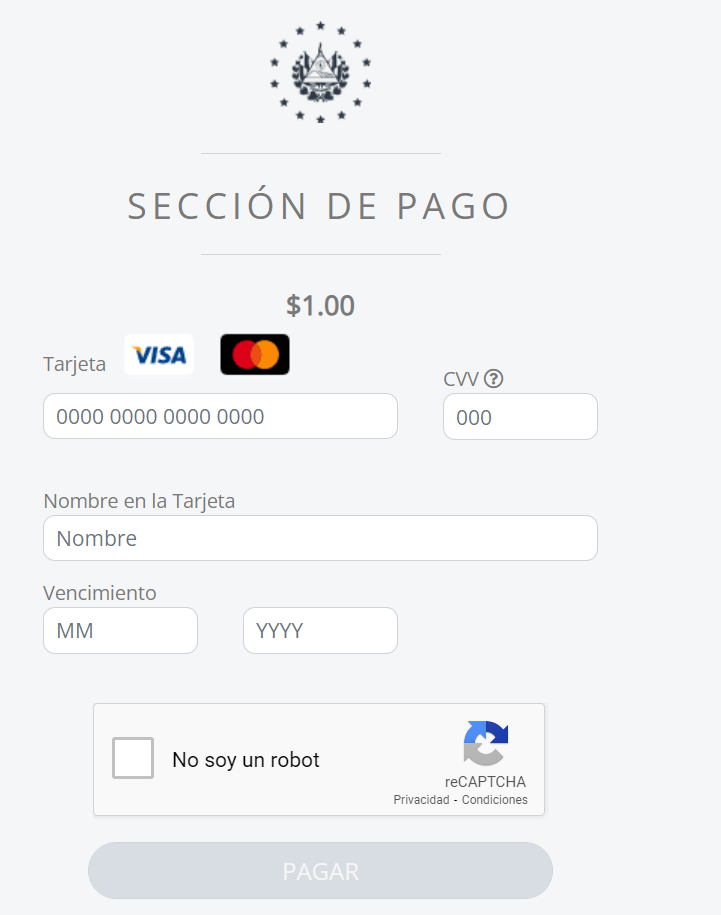 SECCIÓN DE PAGO
$1.00
Tarjeta VISA
CVV ?
0000 0000 0000 0000
000
Nombre en la Tarjeta
Nombre
Vencimiento
MM YYYY
No soy un robot
reCAPTCHA
Privacidad - Condiciones
PAGAR